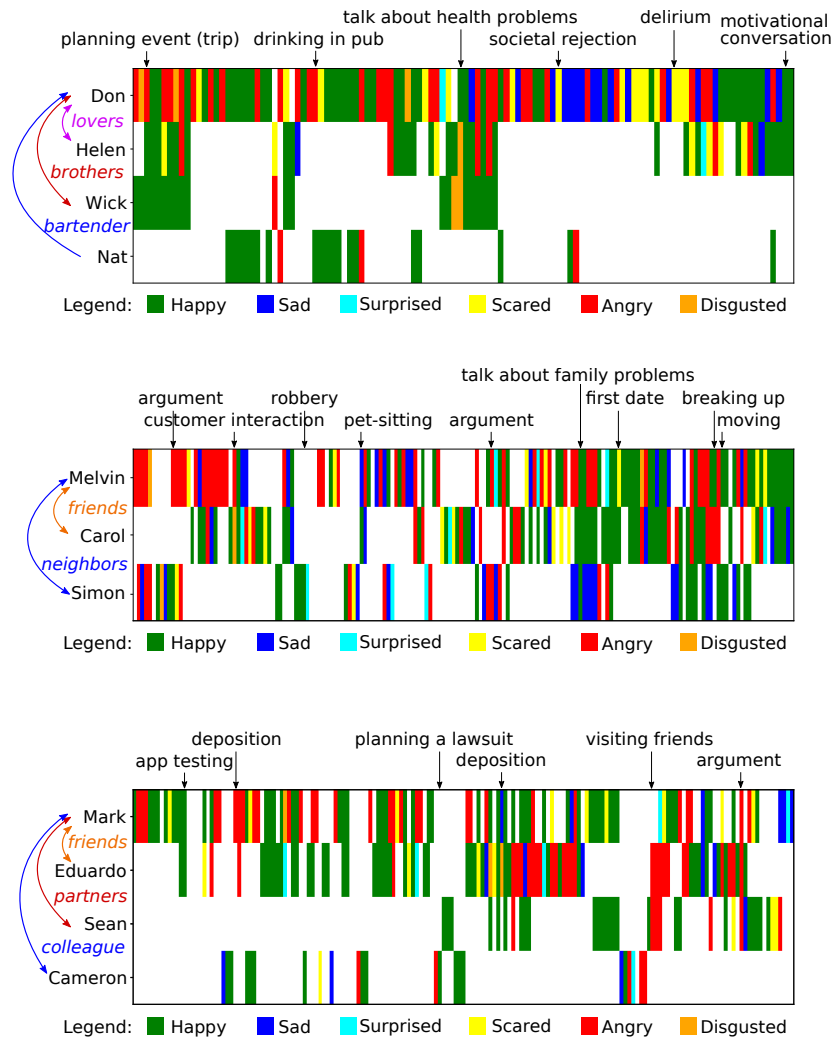 talk about health problems
delirium
motivational
conversation
planning event (trip)
drinking in pub
societal rejection
Don
lovers
Helen
brothers
Wick
bartender
Nat
Legend: Happy Sad Surprised Scared Angry Disgusted
talk about family problems
argument
robbery
first date
breaking up
customer interaction
pet-sitting
argument
moving
Melvin
friends
Carol
neighbors
Simon
Legend: Happy Sad Surprised Scared Angry Disgusted
deposition
planning a lawsuit
visiting friends
app testing
deposition
argument
Mark
friends
Eduardo
partners
Sean
colleague
Cameron
Legend: Happy Sad Surprised Scared Angry Disgusted